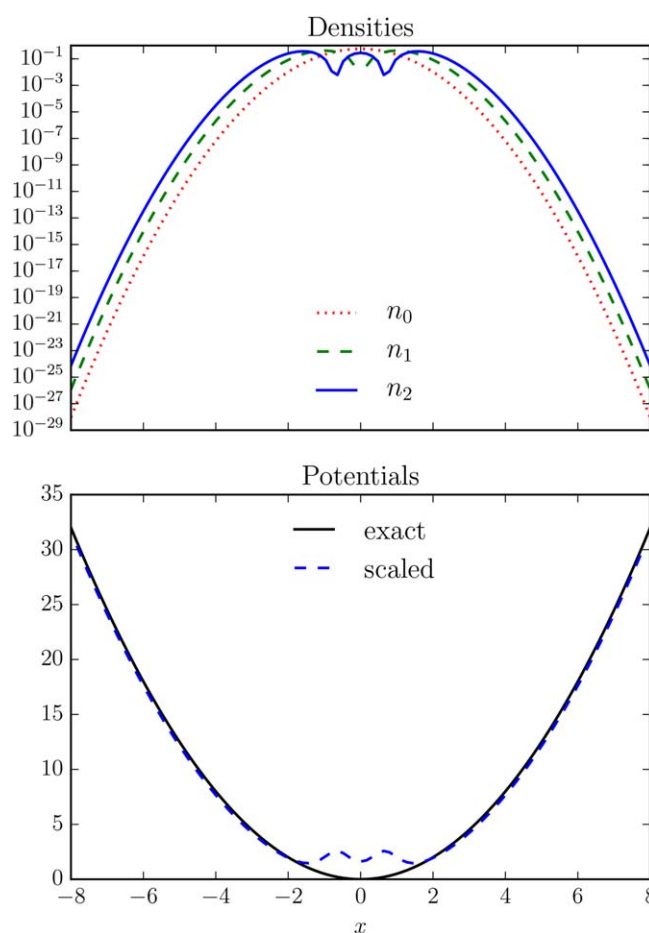 Densities
10^{-1}
10^{-3}
10^{-5}
10^{-7}
10^{-9}
10^{-11}
10^{-13}
10^{-15}
10^{-17}
10^{-19}
10^{-21}
10^{-23}
10^{-25}
10^{-27}
10^{-29}
n_0
n_1
n_2
Potentials
35
30
25
20
15
10
5
0
exact
scaled
−8 −6 −4 −2 0 2 4 6 8
x